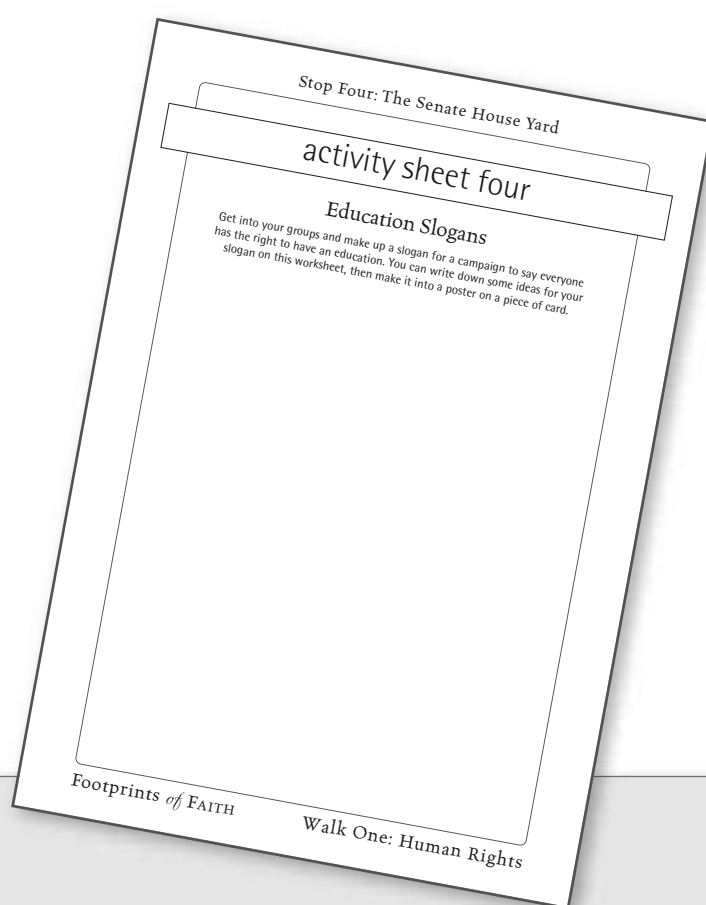 Stop Four: The Senate House Yard
activity sheet four
Education Slogans
Get into your groups and make up a slogan for a campaign to say everyone
has the right to have an education. You can write down some ideas for your
slogan on this worksheet, then make it into a poster on a piece of card.
Footprints of FAITH
Walk One: Human Rights